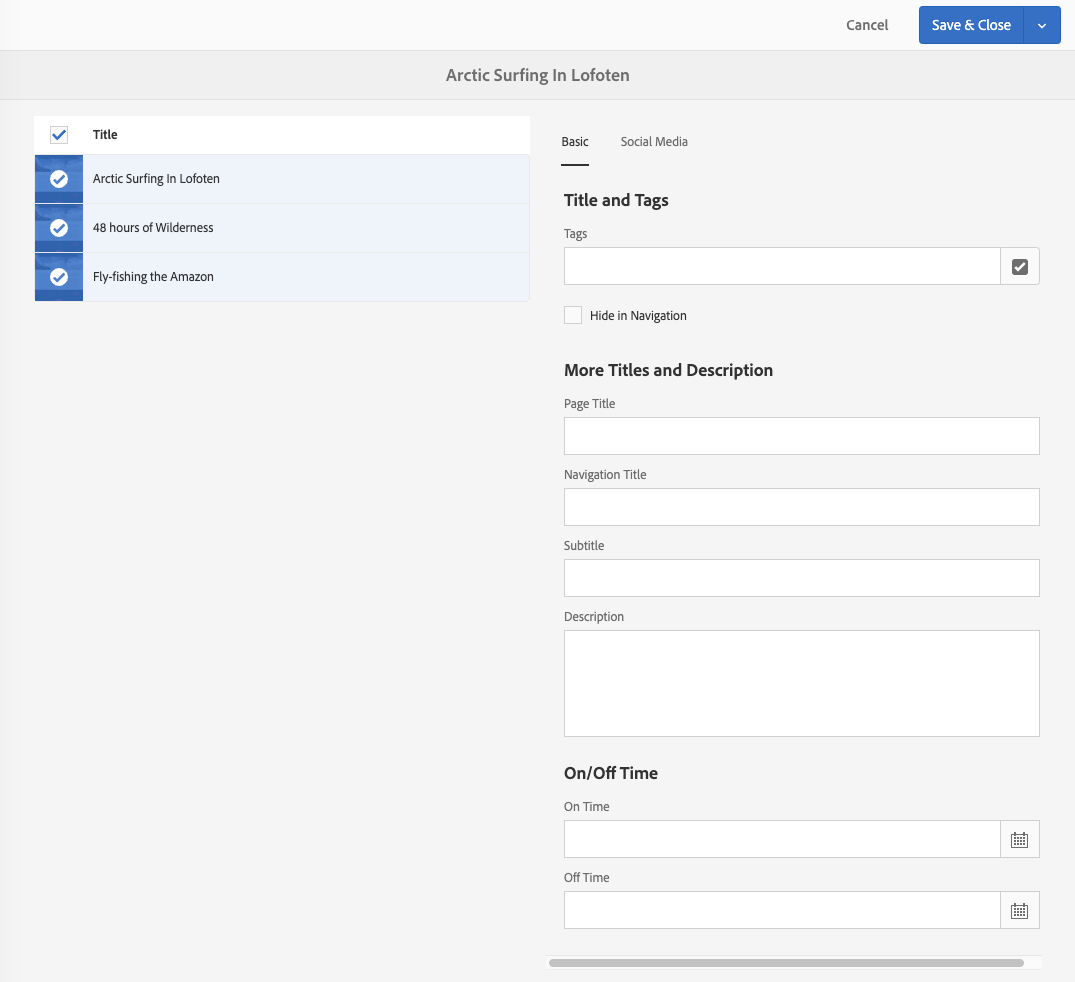 Cancel
Save & Close
Arctic Surfing In Lofoten
Title
Arctic Surfing In Lofoten
48 hours of Wilderness
Fly-fishing the Amazon
Basic
Social Media
Title and Tags
Tags
Hide in Navigation
More Titles and Description
Page Title
Navigation Title
Subtitle
Description
On/Off Time
On Time
Off Time